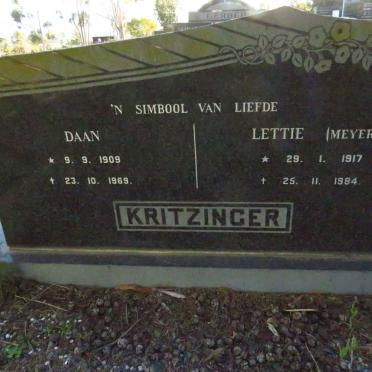 GERBER
'N SIMBOOL VAN LIEFDE
DAAN
* 9. 9. 1909
† 23. 10. 1969.
LETTIE (MEYER
* 29. 1. 1917
† 25. 11. 1984.
KRITZINGER